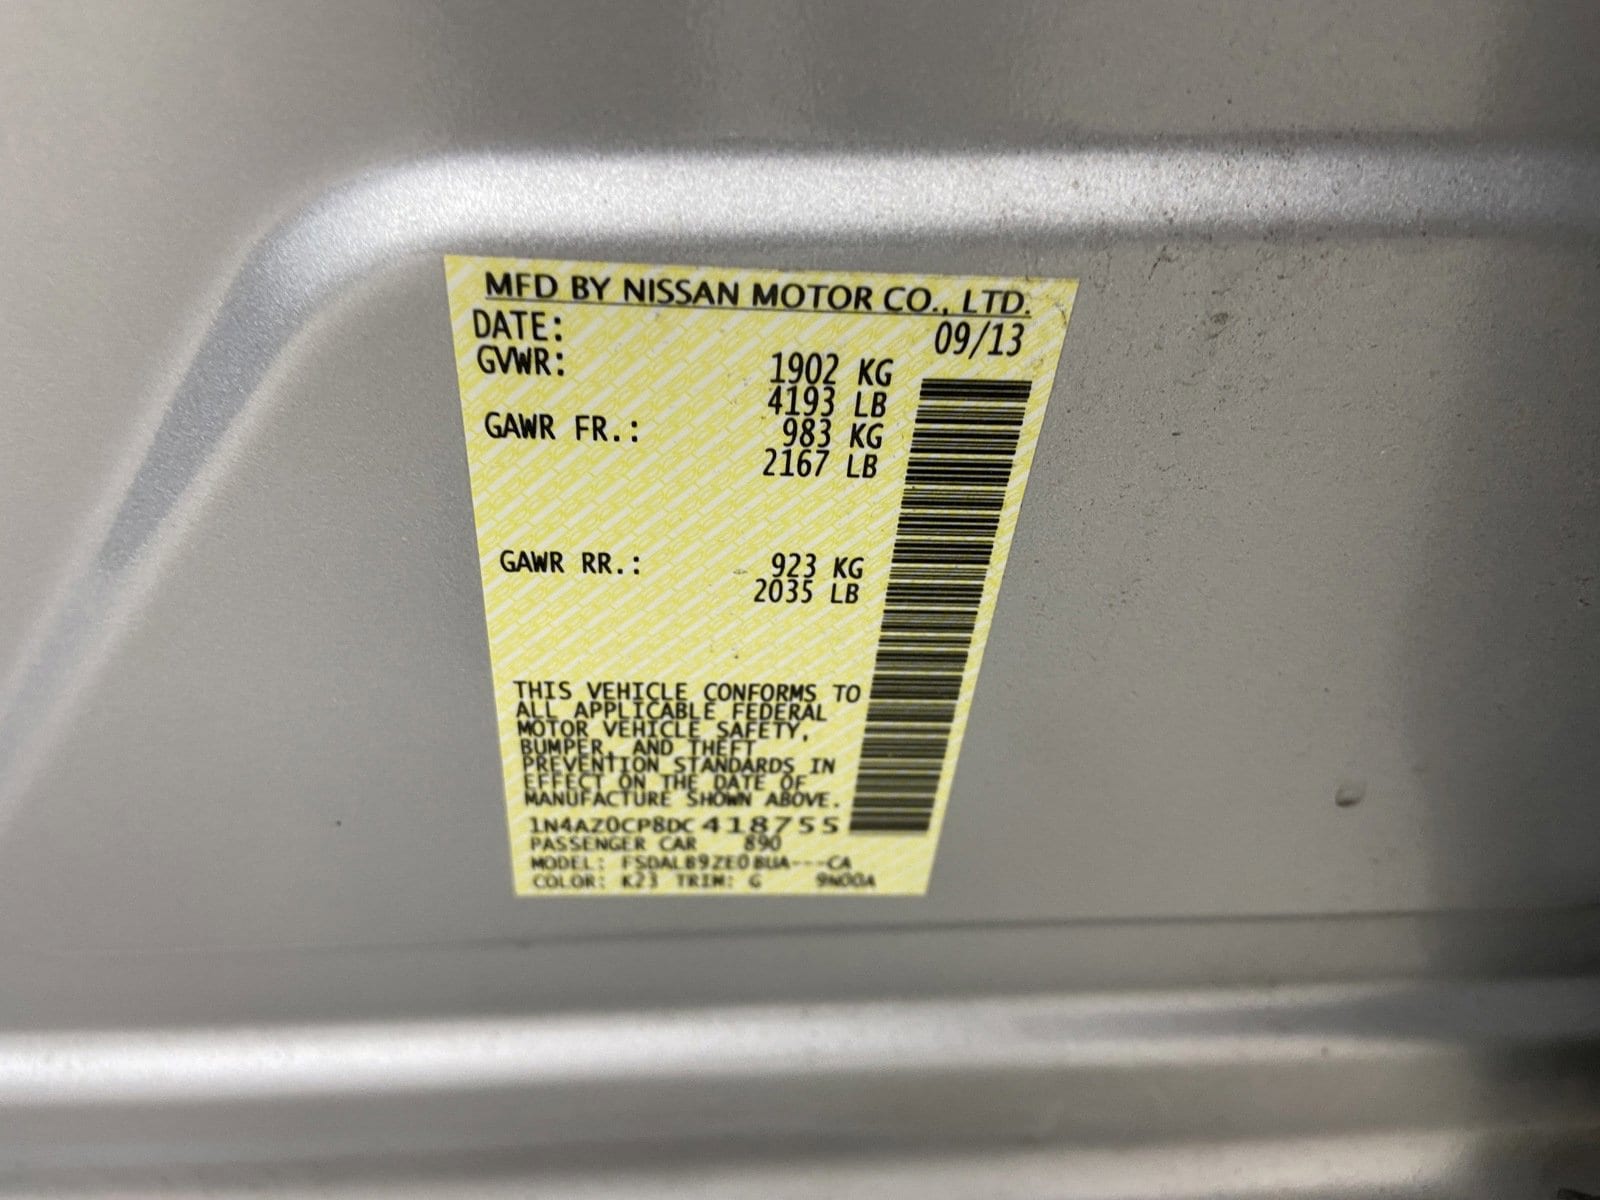 MFD BY NISSAN MOTOR CO., LTD.
DATE: 09/13
GVWR: 1902 KG
4193 LB
GAWR FR.: 983 KG
2167 LB
GAWR RR.: 923 KG
2035 LB
THIS VEHICLE CONFORMS TO
ALL APPLICABLE FEDERAL
MOTOR VEHICLE SAFETY,
BUMPER, AND THEFT
PREVENTION STANDARDS IN
EFFECT ON THE DATE OF
MANUFACTURE SHOWN ABOVE.
1N4AZ0CP8DC418755
PASSENGER CAR 890
MODEL: FSDALB9ZE0BUA---CA
COLOR: K23 TRIM: G